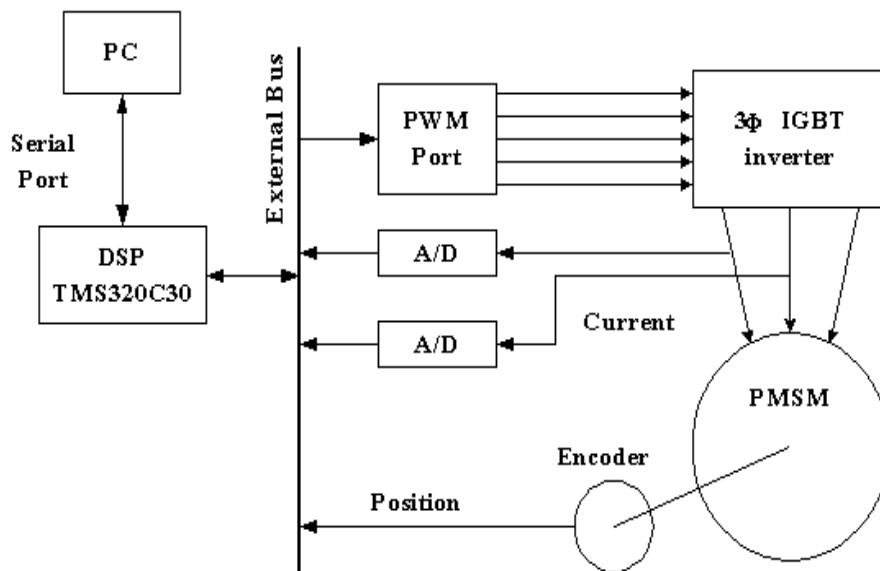 PC
Serial
Port
DSP
TMS320C30
External Bus
PWM
Port
3Φ IGBT
inverter
A/D
A/D
Current
PMSM
Encoder
Position